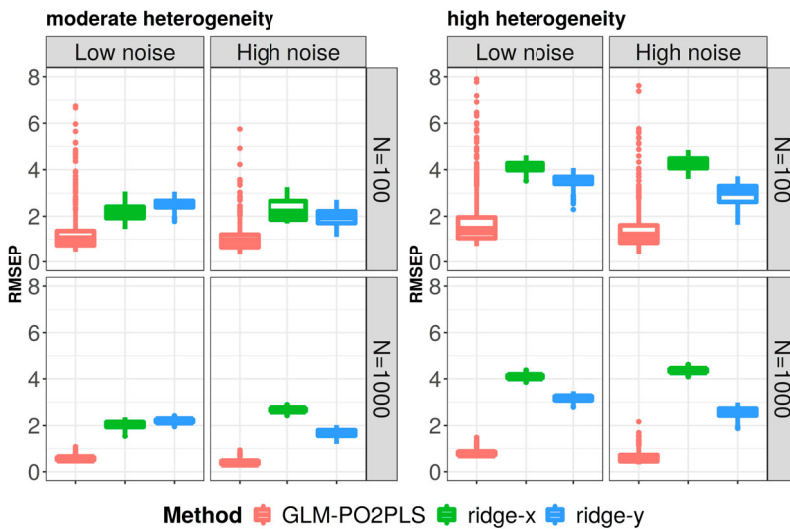 moderate heterogeneity
high heterogeneity
Low noise
High noise
Low noise
High noise
8
6
4
2
0
N=100
8
6
4
2
0
N=100
RMSEP
RMSEP
8
6
4
2
0
N=1000
8
6
4
2
0
N=1000
Method GLM-PO2PLS ridge-x ridge-y